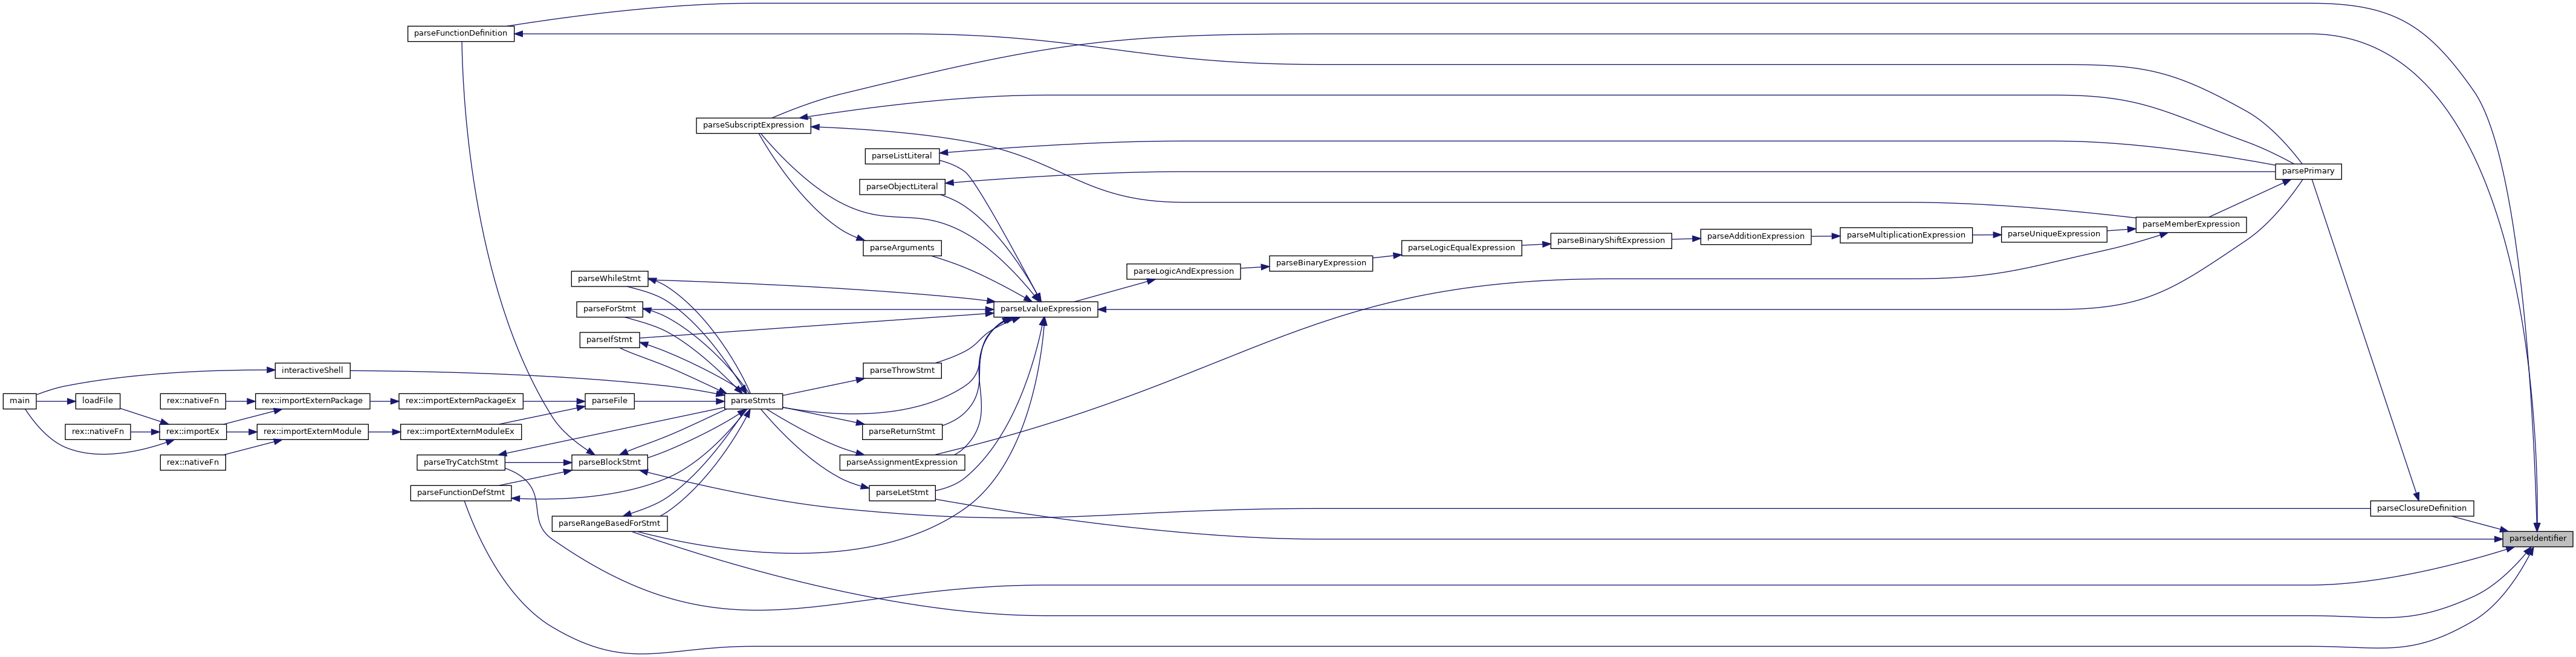 parseFunctionDefinition
parseSubscriptExpression
parseListLiteral
parsePrimary
parseObjectLiteral
parseMemberExpression
parseUniqueExpression
parseMultiplicationExpression
parseAdditionExpression
parseBinaryShiftExpression
parseLogicEqualExpression
parseArguments
parseBinaryExpression
parseLogicAndExpression
parseWhileStmt
parseForStmt
parseLvalueExpression
parseIfStmt
interactiveShell
parseThrowStmt
main
loadFile
rex::nativeFn
rex::importExternPackage
rex::importExternPackageEx
parseFile
parseStmts
rex::nativeFn
rex::importEx
rex::importExternModule
rex::importExternModuleEx
parseReturnStmt
rex::nativeFn
parseTryCatchStmt
parseBlockStmt
parseAssignmentExpression
parseFunctionDefStmt
parseLetStmt
parseClosureDefinition
parseRangeBasedForStmt
parseIdentifier